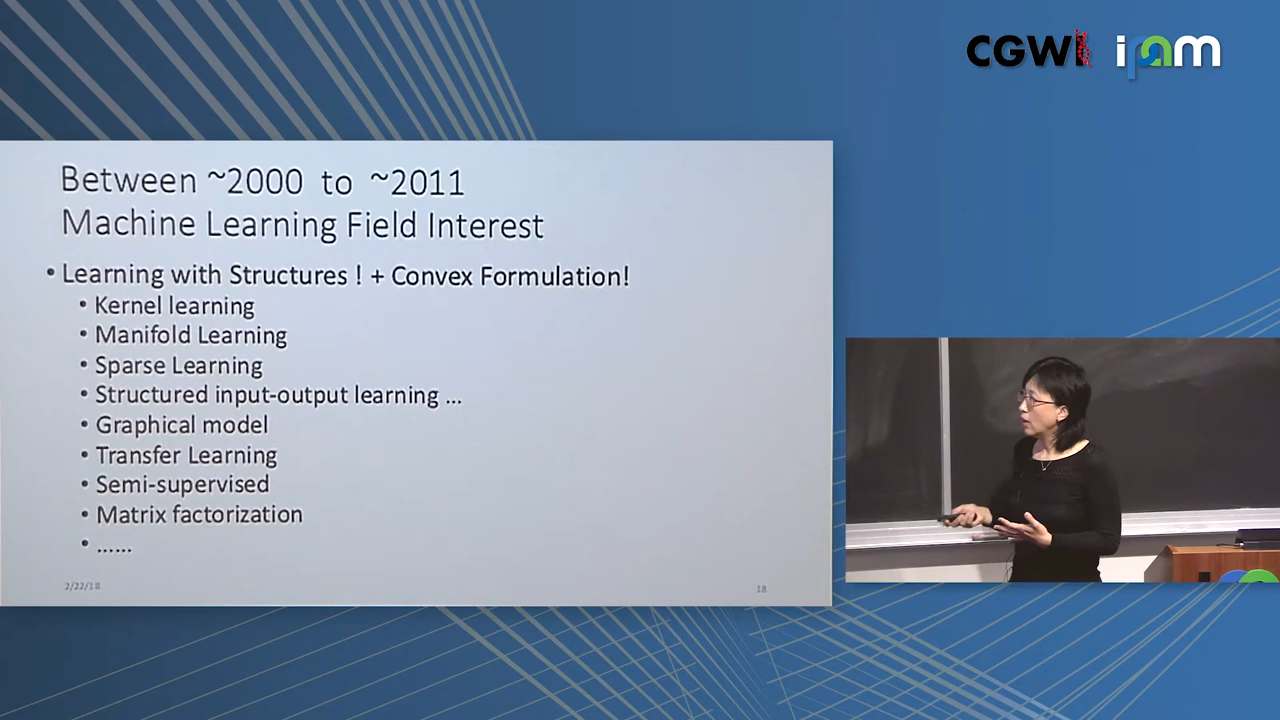 CGWI ipam
Between ~2000 to ~2011
Machine Learning Field Interest
• Learning with Structures ! + Convex Formulation!
• Kernel learning
• Manifold Learning
• Sparse Learning
• Structured input-output learning ...
• Graphical model
• Transfer Learning
• Semi-supervised
• Matrix factorization
• ......
2/22/18
18